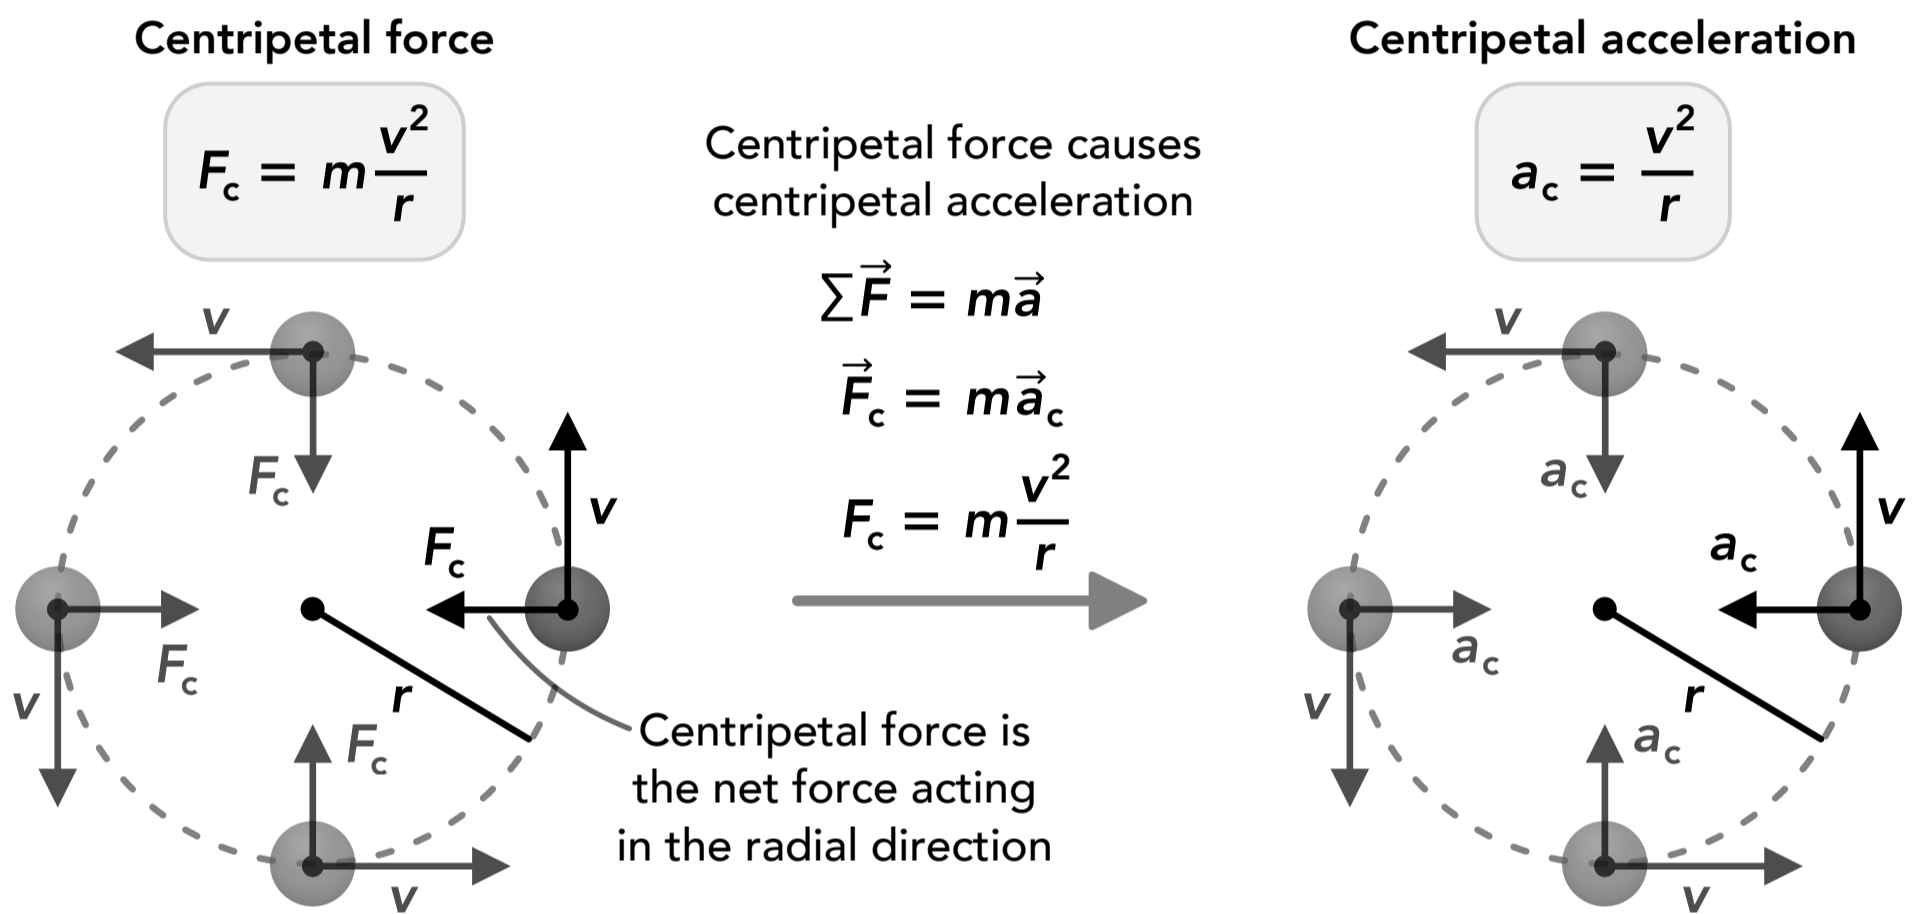 Centripetal force
F_c = m v²/r
v
F_c
v
F_c
F_c
v
r
F_c
v
Centripetal force causes
centripetal acceleration
∑F⃗ = ma⃗
F⃗_c = ma⃗_c
F_c = m v²/r
Centripetal force is
the net force acting
in the radial direction
Centripetal acceleration
a_c = v²/r
v
a_c
v
a_c
a_c
v
r
a_c
v